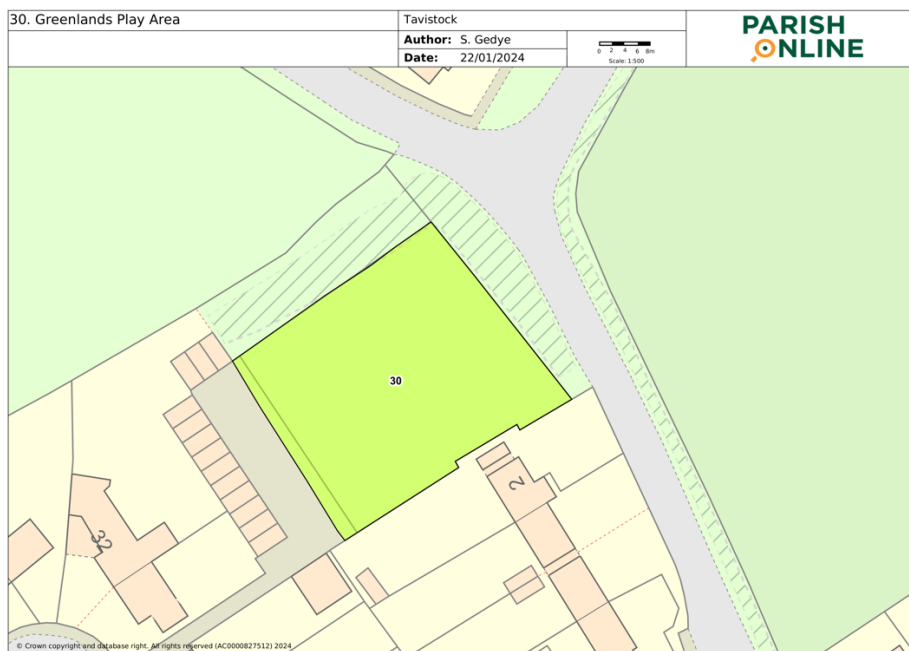 30. Greenlands Play Area
Tavistock
Author: S. Gedye
Date: 22/01/2024
0 2 4 6 8m
Scale: 1:500
PARISH
ONLINE
30
2
32
© Crown copyright and database right. All rights reserved (AC0000827512) 2024